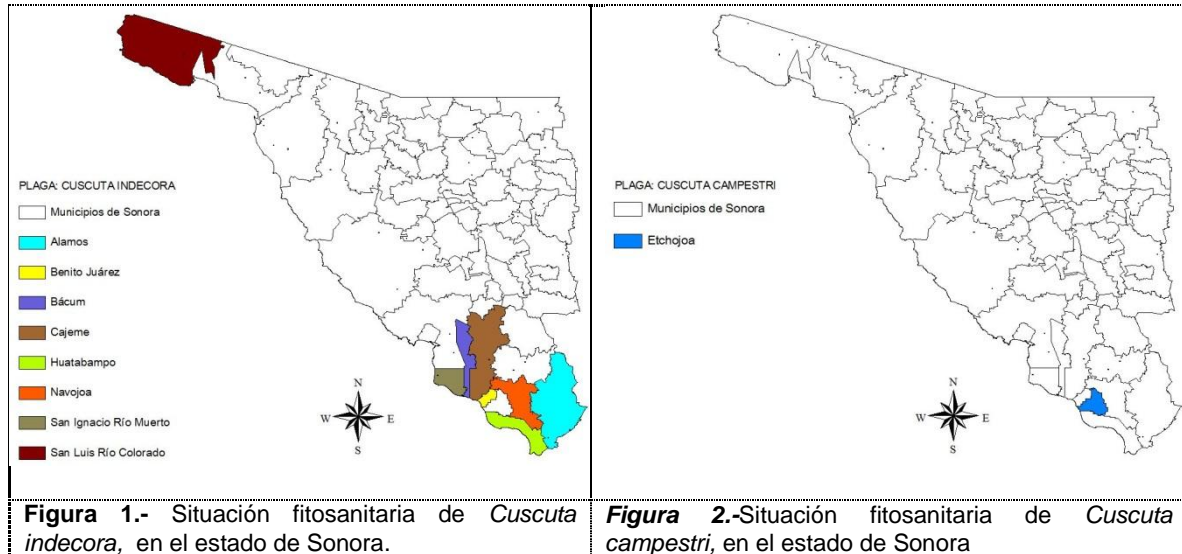 PLAGA: CUSCUTA INDECORA
Municipios de Sonora
Alamos
Benito Juárez
Bácum
Cajeme
Huatabampo
Navojoa
San Ignacio Río Muerto
San Luis Río Colorado
N
W E
S
PLAGA: CUSCUTA CAMPESTRI
Municipios de Sonora
Etchojoa
N
W E
S
Figura 1.- Situación fitosanitaria de Cuscuta
indecora, en el estado de Sonora.
Figura 2.-Situación fitosanitaria de Cuscuta
campestri, en el estado de Sonora